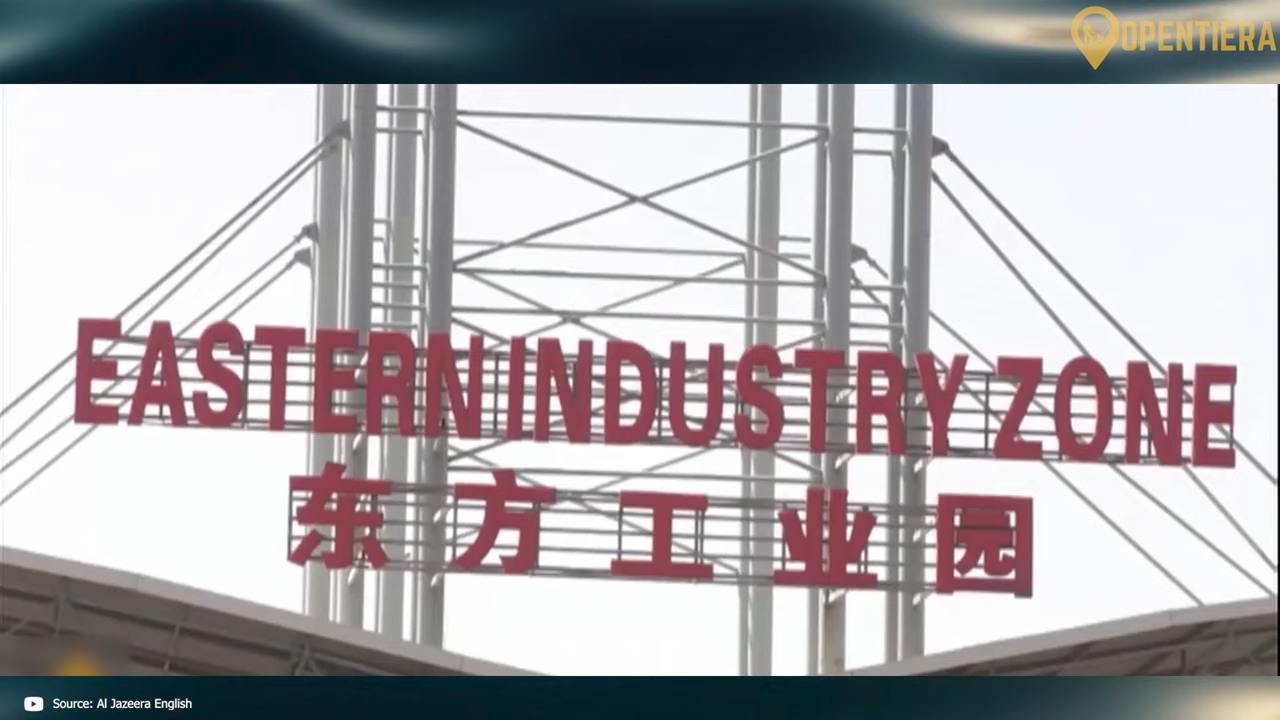 OPENTIERA
EASTERN INDUSTRY ZONE
东方工业园
Source: Al Jazeera English